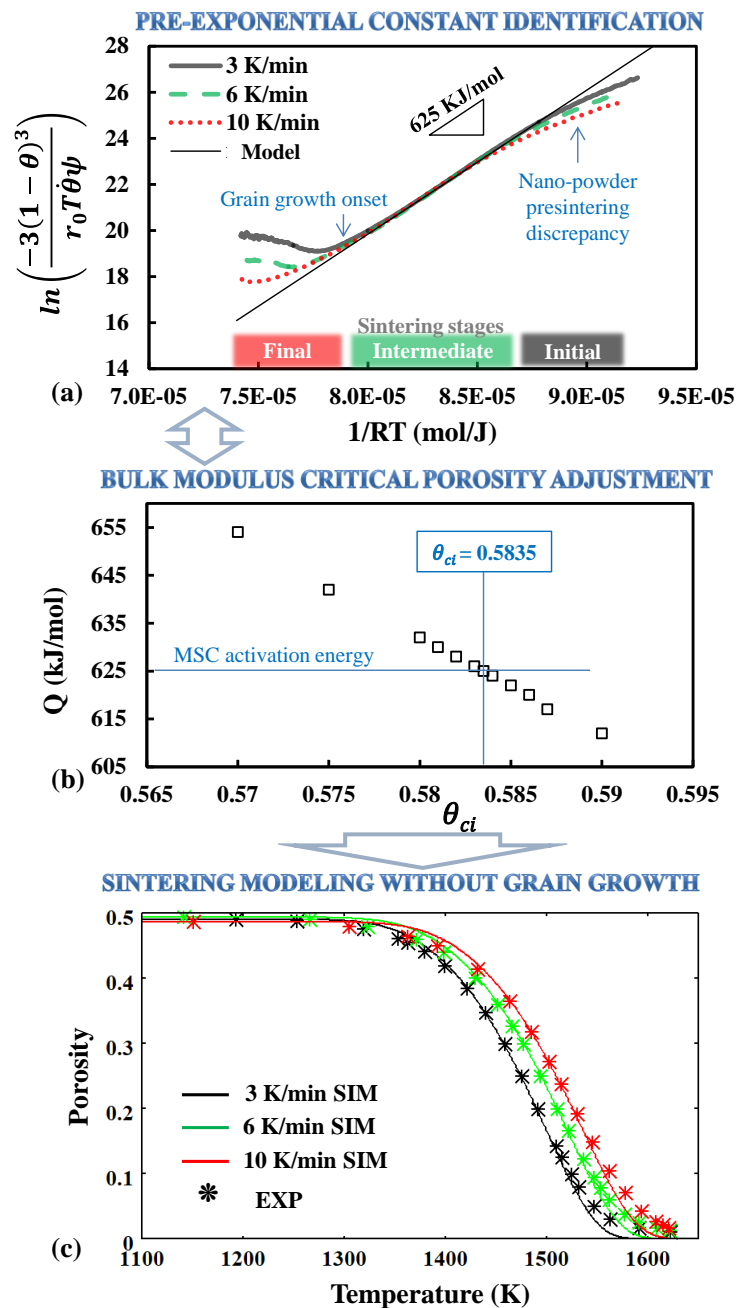 PRE-EXPONENTIAL CONSTANT IDENTIFICATION
28
26
24
22
20
18
16
14
ln(−3(1 − θ)³ / r₀Tθ̇ψ)
3 K/min
6 K/min
10 K/min
Model
625 KJ/mol
Grain growth onset
Nano-powder
presintering
discrepancy
Sintering stages
Final Intermediate Initial
(a)
7.0E-05 7.5E-05 8.0E-05 8.5E-05 9.0E-05 9.5E-05
1/RT (mol/J)
BULK MODULUS CRITICAL POROSITY ADJUSTMENT
655
645
635
625
615
605
Q (kJ/mol)
θci = 0.5835
MSC activation energy
(b)
0.565 0.57 0.575 0.58 0.585 0.59 0.595
θci
SINTERING MODELING WITHOUT GRAIN GROWTH
0.5
0.4
0.3
0.2
0.1
0
Porosity
3 K/min SIM
6 K/min SIM
10 K/min SIM
EXP
(c)
1100 1200 1300 1400 1500 1600
Temperature (K)